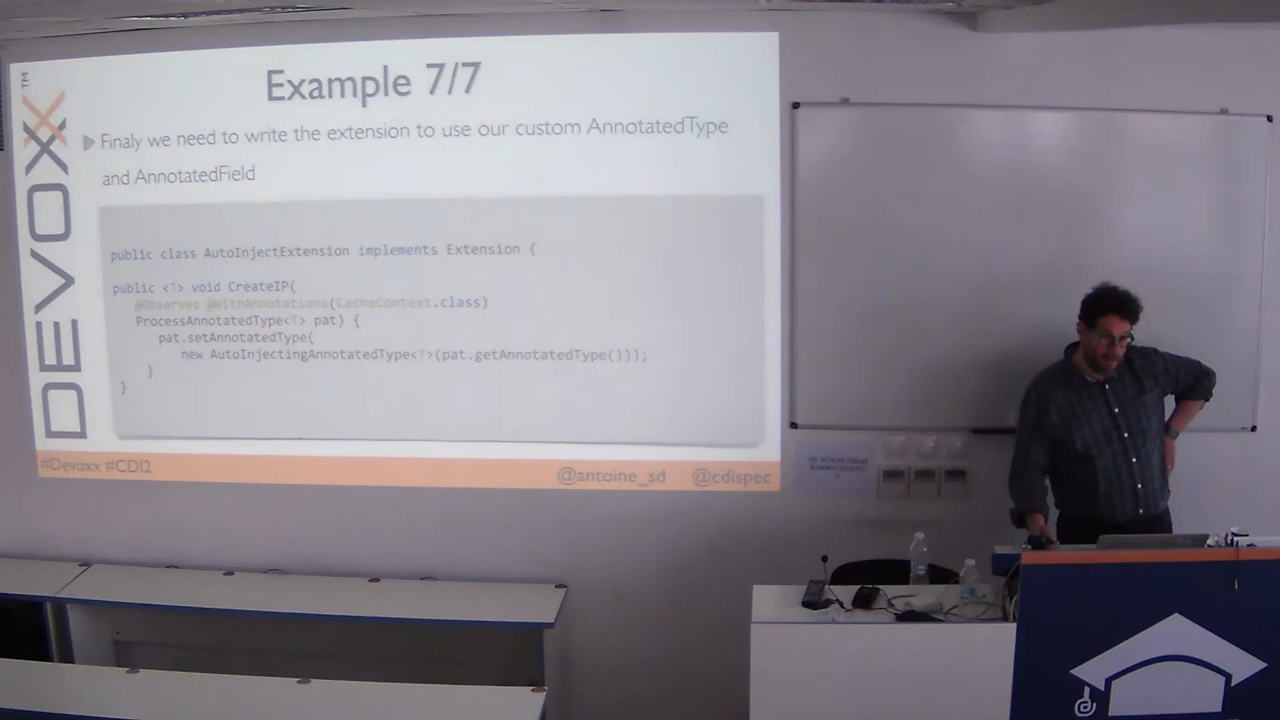 DEVOXX™
Example 7/7
Finaly we need to write the extension to use our custom AnnotatedType
and AnnotatedField
public class AutoInjectExtension implements Extension {
public <T> void CreateIP(
@Observes @WithAnnotations(CacheContext.class)
ProcessAnnotatedType<T> pat) {
pat.setAnnotatedType(
new AutoInjectingAnnotatedType<T>(pat.getAnnotatedType()));
}
}
#Devoxx #CDI2
@antoine_sd @cdispec